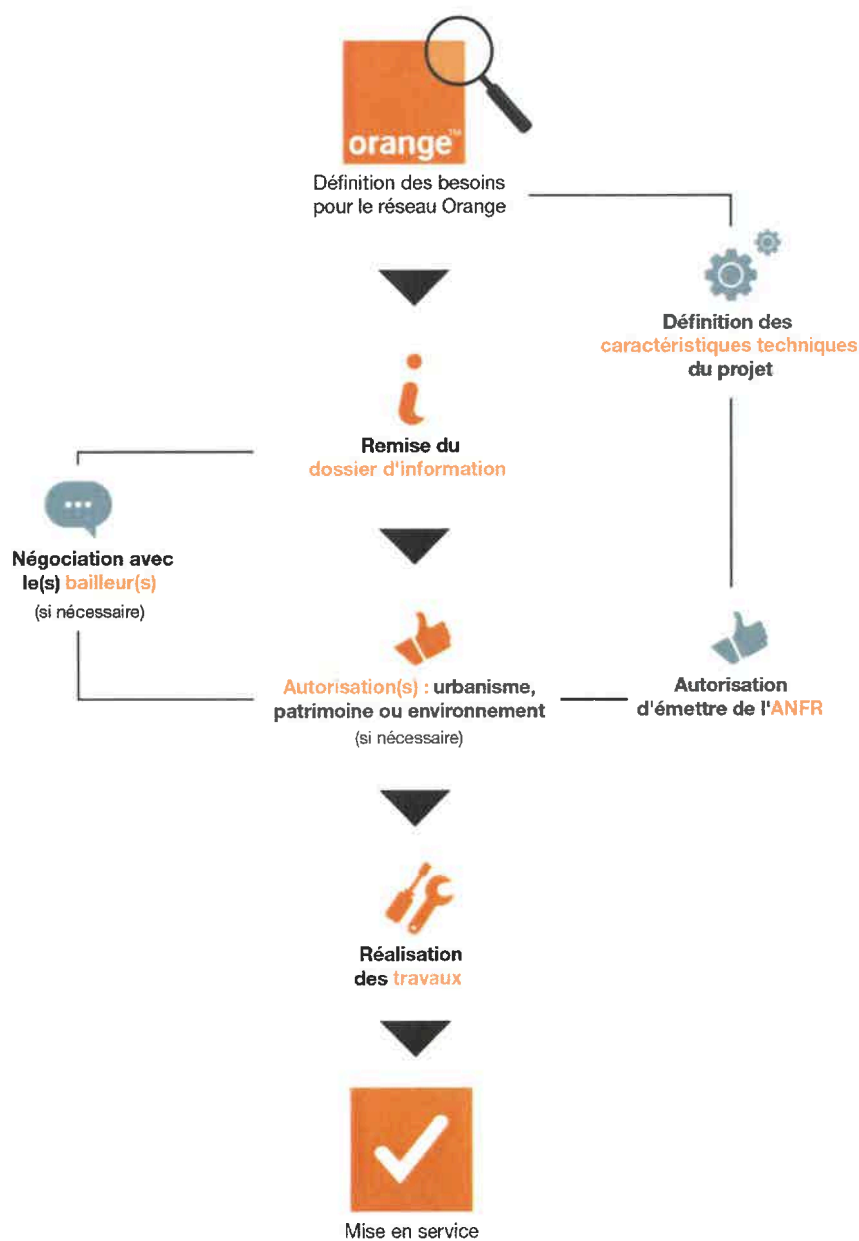 orange™
Définition des besoins
pour le réseau Orange
Définition des
caractéristiques techniques
du projet
Remise du
dossier d'information
Négociation avec
le(s) bailleur(s)
(si nécessaire)
Autorisation(s) : urbanisme,
patrimoine ou environnement
(si nécessaire)
Autorisation
d'émettre de l'ANFR
Réalisation
des travaux
Mise en service